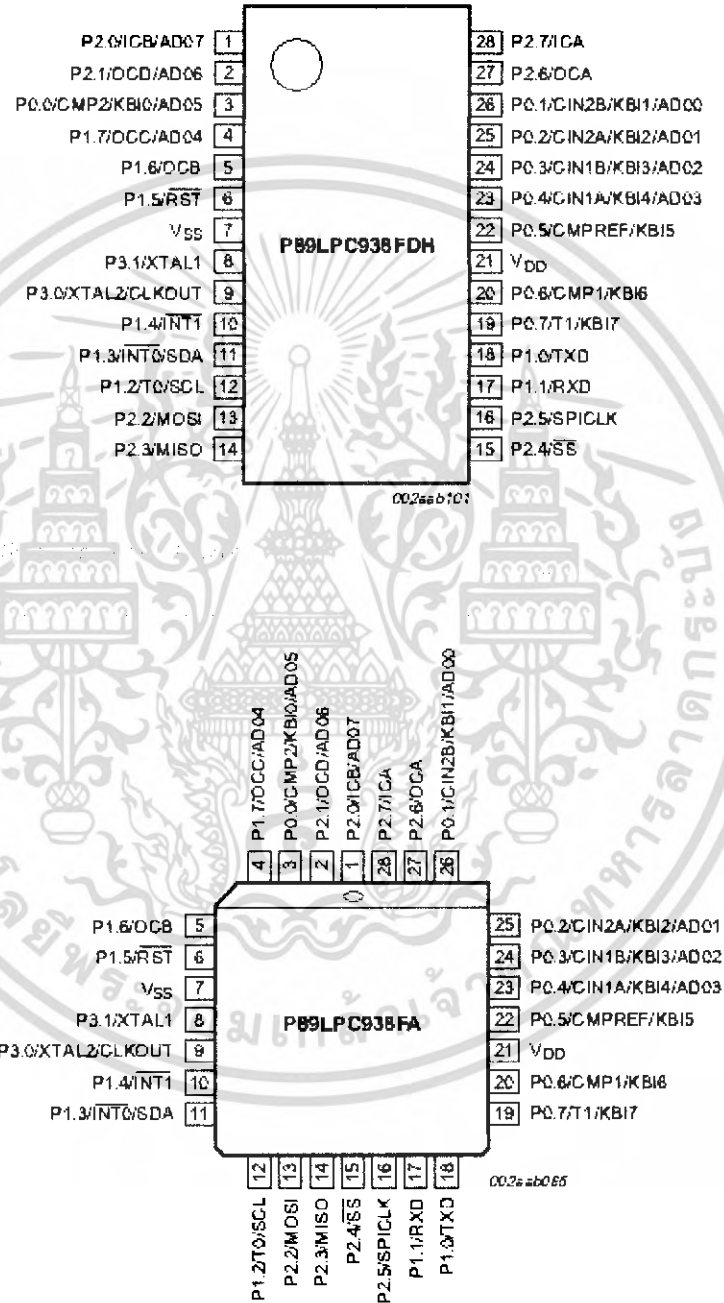 P2.0/ICB/AD07 1
P2.1/OCD/AD06 2
P0.0/CMP2/KBI0/AD05 3
P1.7/OCC/AD04 4
P1.6/OCB 5
P1.5/RST 6
VSS 7
P3.1/XTAL1 8
P3.0/XTAL2/CLKOUT 9
P1.4/INT1 10
P1.3/INT0/SDA 11
P1.2/T0/SCL 12
P2.2/MOSI 13
P2.3/MISO 14
P89LPC938FDH
28 P2.7/ICA
27 P2.6/OCA
26 P0.1/CIN2B/KBI1/AD00
25 P0.2/CIN2A/KBI2/AD01
24 P0.3/CIN1B/KBI3/AD02
23 P0.4/CIN1A/KBI4/AD03
22 P0.5/CMPREF/KBI5
21 VDD
20 P0.6/CMP1/KBI6
19 P0.7/T1/KBI7
18 P1.0/TXD
17 P1.1/RXD
16 P2.5/SPICLK
15 P2.4/SS
002aab101
4 P1.7/OCC/AD04
3 P0.0/CMP2/KBI0/AD05
2 P2.1/OCD/AD06
1 P2.0/ICB/AD07
28 P2.7/ICA
27 P2.6/OCA
26 P0.1/CIN2B/KBI1/AD00
P1.6/OCB 5
P1.5/RST 6
VSS 7
P3.1/XTAL1 8
P3.0/XTAL2/CLKOUT 9
P1.4/INT1 10
P1.3/INT0/SDA 11
P89LPC938FA
25 P0.2/CIN2A/KBI2/AD01
24 P0.3/CIN1B/KBI3/AD02
23 P0.4/CIN1A/KBI4/AD03
22 P0.5/CMPREF/KBI5
21 VDD
20 P0.6/CMP1/KBI6
19 P0.7/T1/KBI7
P1.2/T0/SCL 12
P2.2/MOSI 13
P2.3/MISO 14
P2.4/SS 15
P2.5/SPICLK 16
P1.1/RXD 17
P1.0/TXD 18